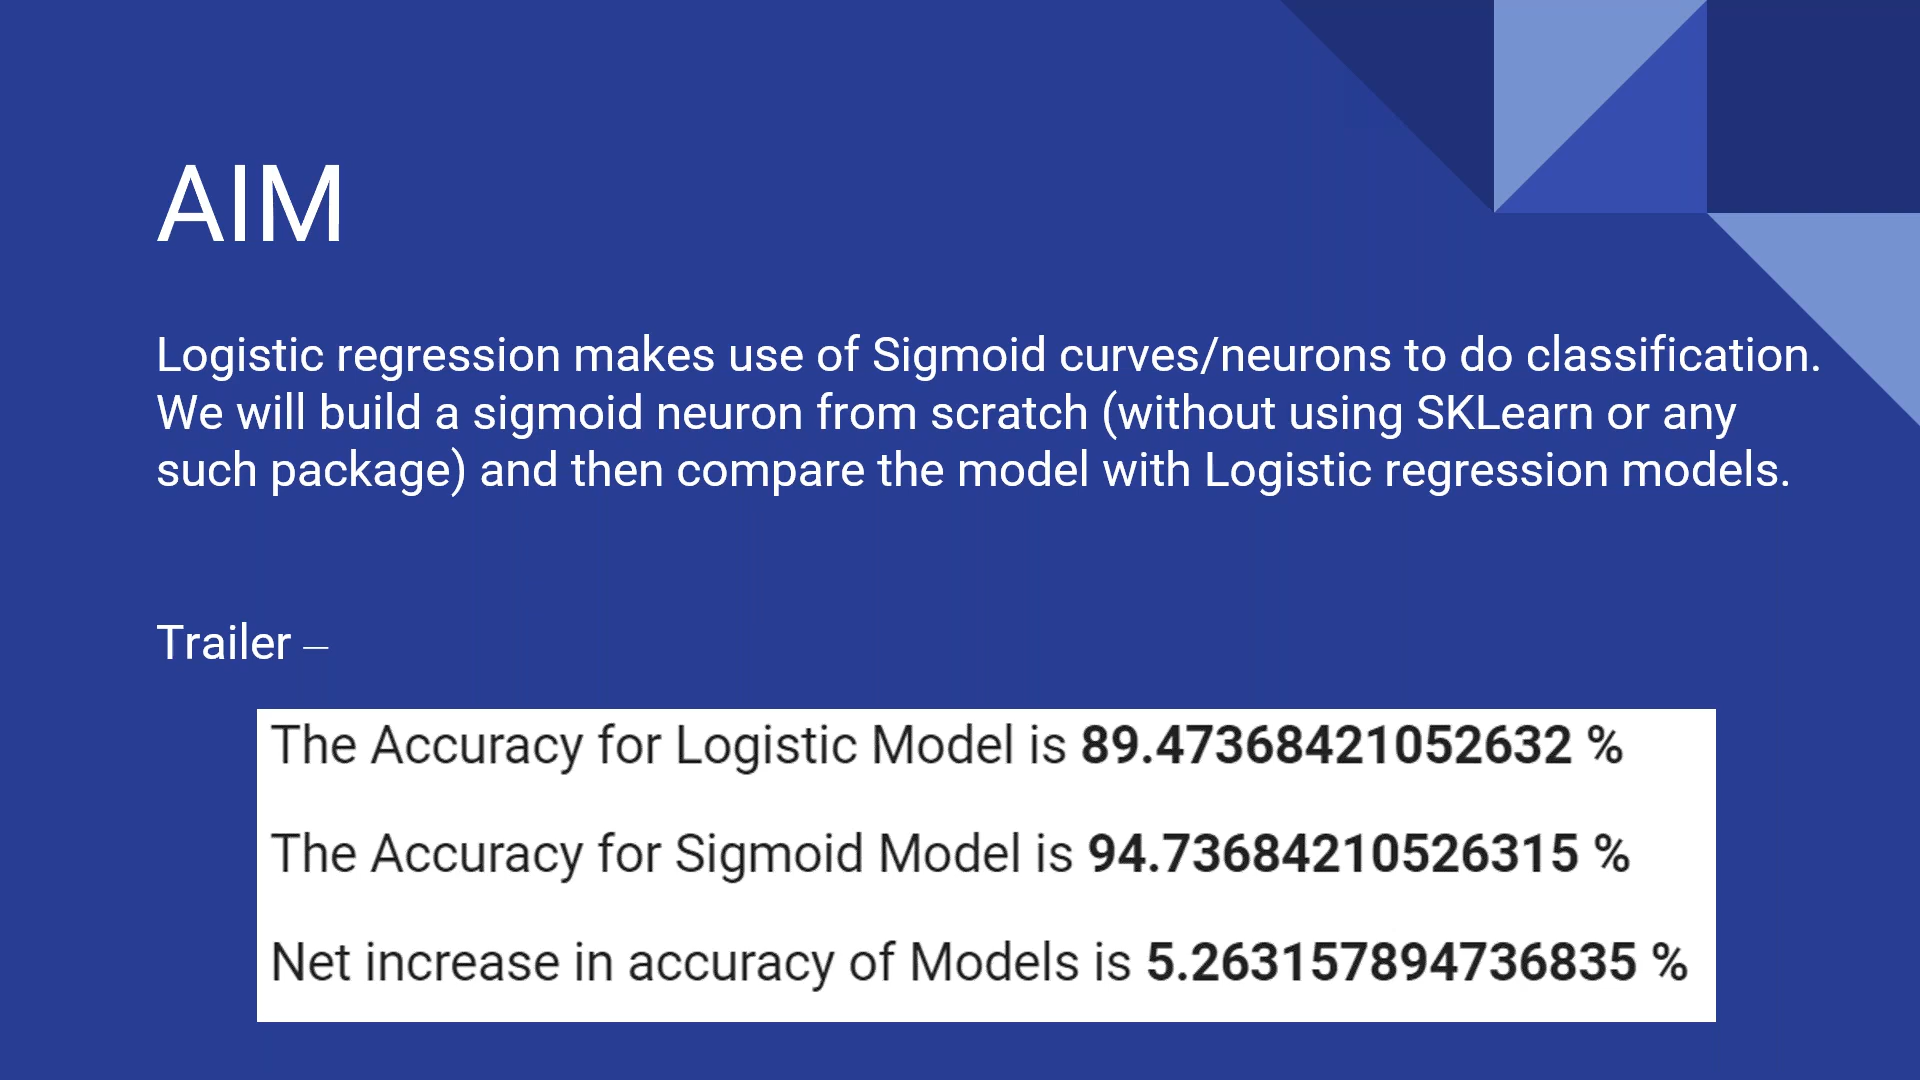 AIM
Logistic regression makes use of Sigmoid curves/neurons to do classification.
We will build a sigmoid neuron from scratch (without using SKLearn or any
such package) and then compare the model with Logistic regression models.
Trailer –
The Accuracy for Logistic Model is 89.47368421052632 %
The Accuracy for Sigmoid Model is 94.73684210526315 %
Net increase in accuracy of Models is 5.263157894736835 %